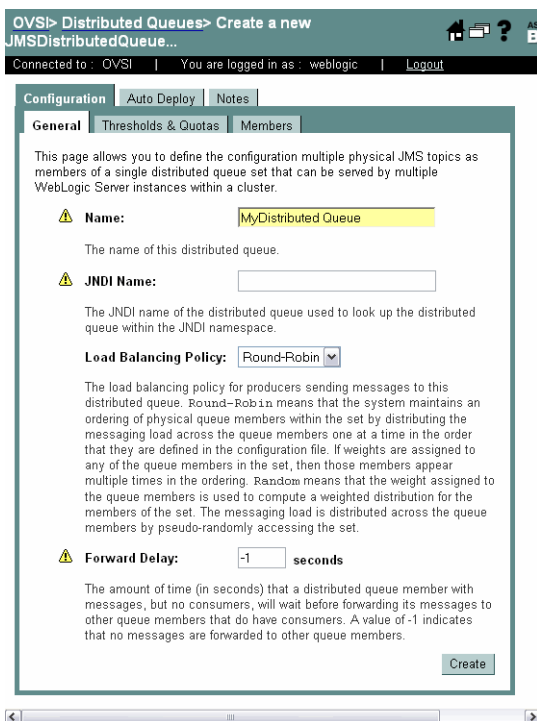 OVSI> Distributed Queues> Create a new
JMSDistributedQueue...
Connected to : OVSI | You are logged in as : weblogic | Logout
Configuration Auto Deploy Notes
General Thresholds & Quotas Members
This page allows you to define the configuration multiple physical JMS topics as
members of a single distributed queue set that can be served by multiple
WebLogic Server instances within a cluster.
Name: MyDistributed Queue
The name of this distributed queue.
JNDI Name:
The JNDI name of the distributed queue used to look up the distributed
queue within the JNDI namespace.
Load Balancing Policy: Round-Robin
The load balancing policy for producers sending messages to this
distributed queue. Round-Robin means that the system maintains an
ordering of physical queue members within the set by distributing the
messaging load across the queue members one at a time in the order
that they are defined in the configuration file. If weights are assigned to
any of the queue members in the set, then those members appear
multiple times in the ordering. Random means that the weight assigned to
the queue members is used to compute a weighted distribution for the
members of the set. The messaging load is distributed across the queue
members by pseudo-randomly accessing the set.
Forward Delay: -1 seconds
The amount of time (in seconds) that a distributed queue member with
messages, but no consumers, will wait before forwarding its messages to
other queue members that do have consumers. A value of -1 indicates
that no messages are forwarded to other queue members.
Create